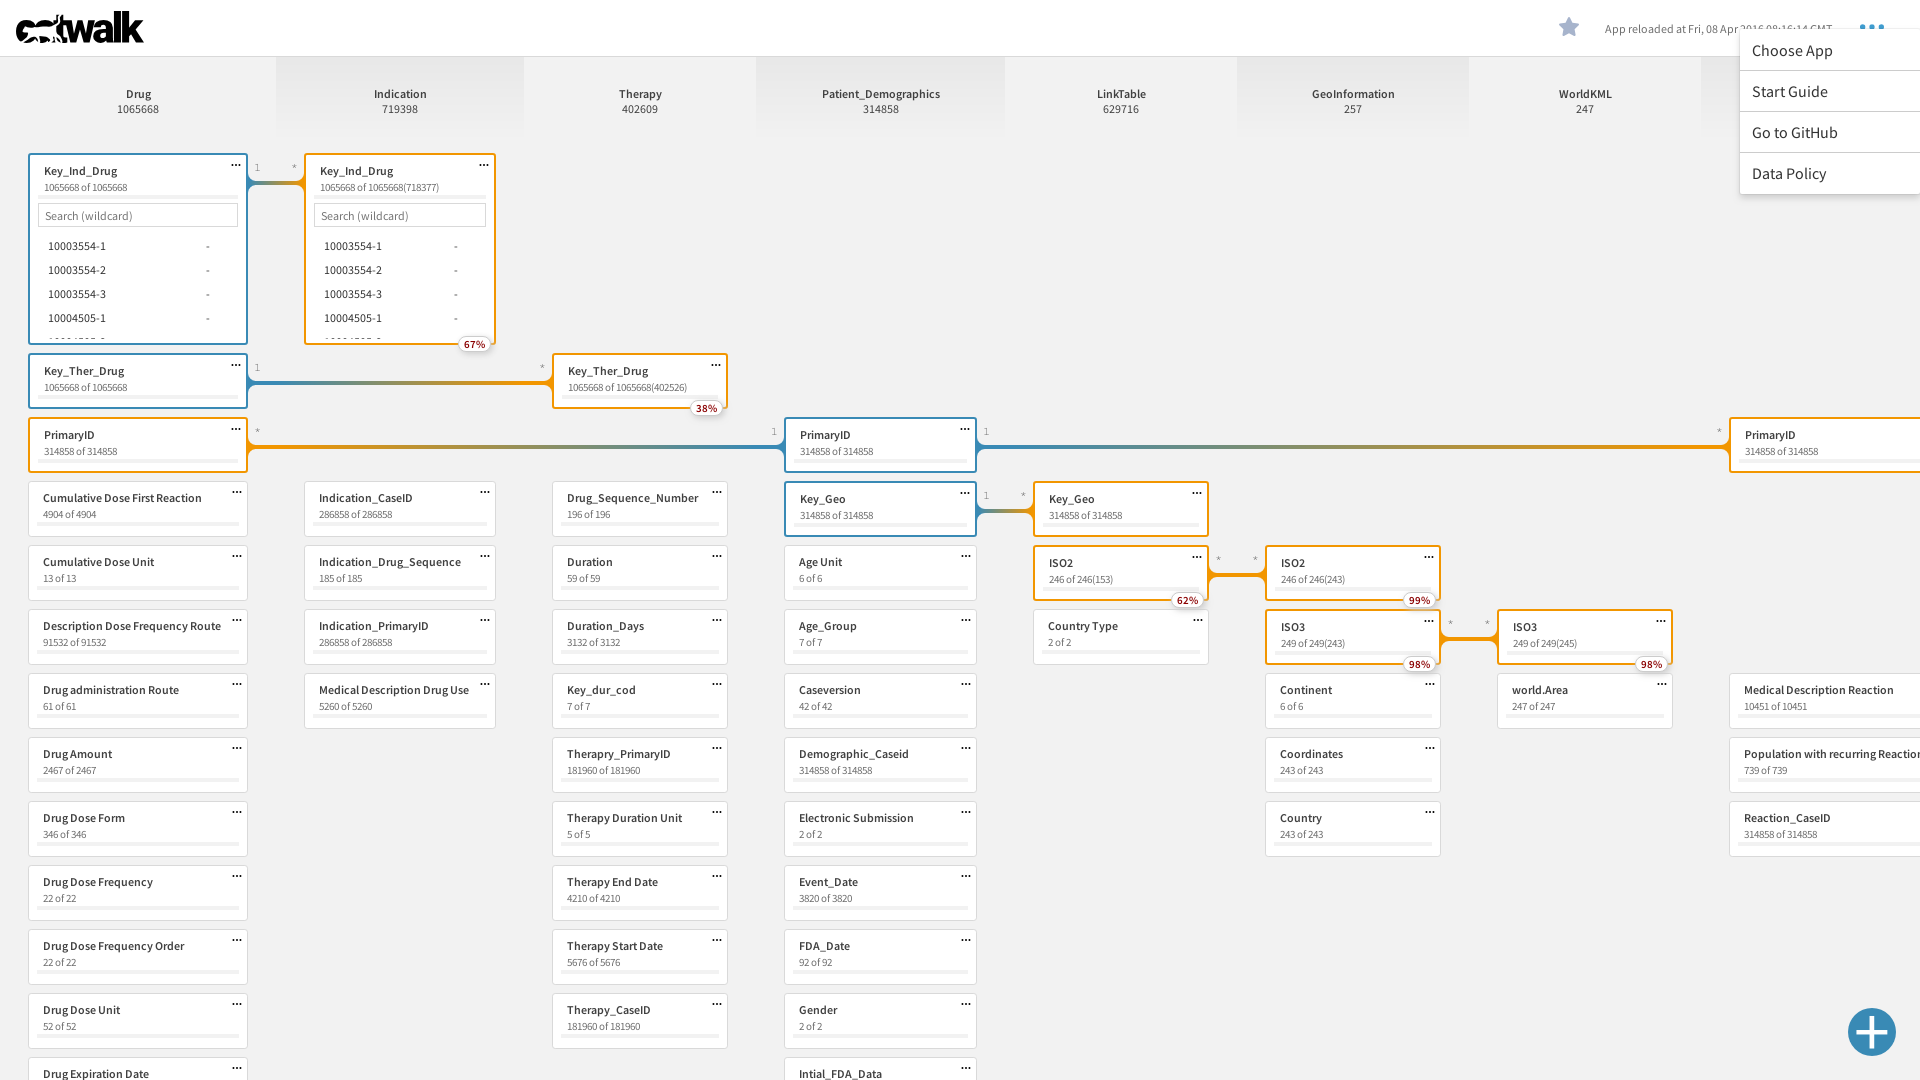 catwalk
App reloaded at Fri, 08 Apr 2016 08:16:14 GMT
Choose App
Start Guide
Go to GitHub
Data Policy
Drug
1065668
Indication
719398
Therapy
402609
Patient_Demographics
314858
LinkTable
629716
GeoInformation
257
WorldKML
247
Key_Ind_Drug
1065668 of 1065668
Search (wildcard)
10003554-1 -
10003554-2 -
10003554-3 -
10004505-1 -
1 *
Key_Ind_Drug
1065668 of 1065668(718377)
Search (wildcard)
10003554-1 -
10003554-2 -
10003554-3 -
10004505-1 -
67%
Key_Ther_Drug
1065668 of 1065668
1 *
Key_Ther_Drug
1065668 of 1065668(402526)
38%
PrimaryID
314858 of 314858
* 1
PrimaryID
314858 of 314858
1 *
PrimaryID
314858 of 314858
Cumulative Dose First Reaction
4904 of 4904
Indication_CaseID
286858 of 286858
Drug_Sequence_Number
196 of 196
Key_Geo
314858 of 314858
1 *
Key_Geo
314858 of 314858
Cumulative Dose Unit
13 of 13
Indication_Drug_Sequence
185 of 185
Duration
59 of 59
Age Unit
6 of 6
ISO2
246 of 246(153)
62%
* *
ISO2
246 of 246(243)
99%
Description Dose Frequency Route
91532 of 91532
Indication_PrimaryID
286858 of 286858
Duration_Days
3132 of 3132
Age_Group
7 of 7
Country Type
2 of 2
ISO3
249 of 249(243)
98%
* *
ISO3
249 of 249(245)
98%
Drug administration Route
61 of 61
Medical Description Drug Use
5260 of 5260
Key_dur_cod
7 of 7
Caseversion
42 of 42
Continent
6 of 6
world.Area
247 of 247
Medical Description Reaction
10451 of 10451
Drug Amount
2467 of 2467
Therapry_PrimaryID
181960 of 181960
Demographic_Caseid
314858 of 314858
Coordinates
243 of 243
Population with recurring Reaction
739 of 739
Drug Dose Form
346 of 346
Therapy Duration Unit
5 of 5
Electronic Submission
2 of 2
Country
243 of 243
Reaction_CaseID
314858 of 314858
Drug Dose Frequency
22 of 22
Therapy End Date
4210 of 4210
Event_Date
3820 of 3820
Drug Dose Frequency Order
22 of 22
Therapy Start Date
5676 of 5676
FDA_Date
92 of 92
Drug Dose Unit
52 of 52
Therapy_CaseID
181960 of 181960
Gender
2 of 2
Drug Expiration Date
Intial_FDA_Data